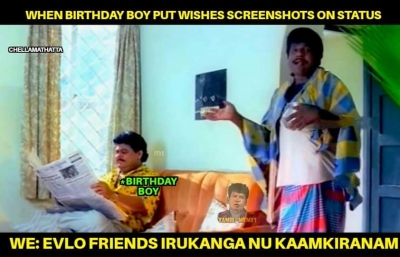 WHEN BIRTHDAY BOY PUT WISHES SCREENSHOTS ON STATUS
CHELLAMATHATTA
*BIRTHDAY
BOY
WE: EVLO FRIENDS IRUKANGA NU KAAMKIRANAM